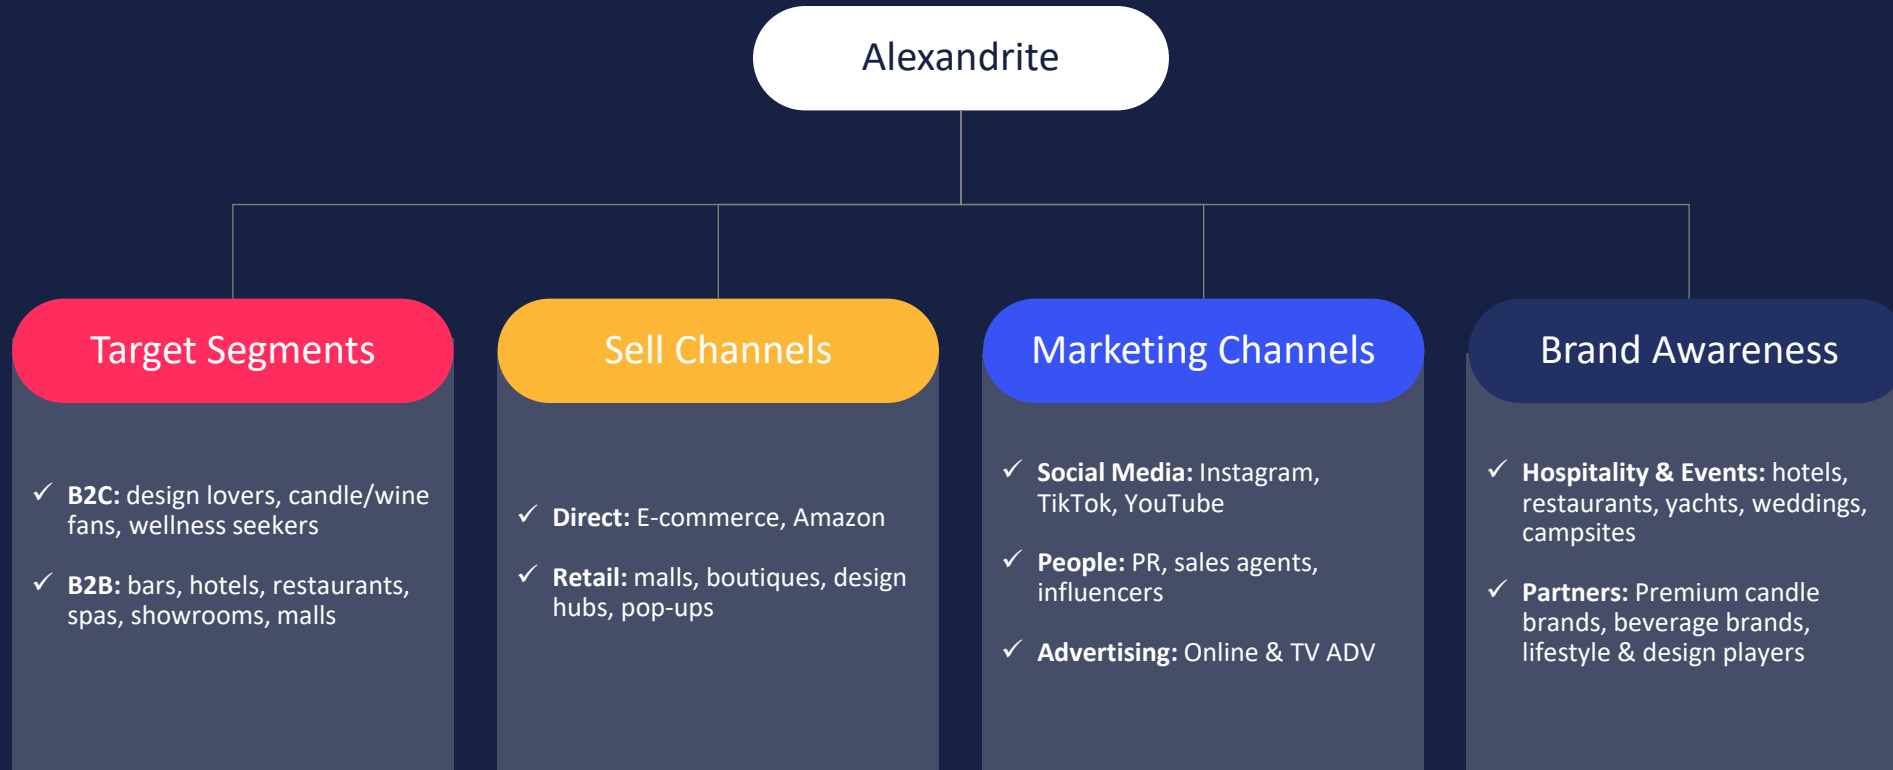 Alexandrite
Target Segments
✓ B2C: design lovers, candle/wine
fans, wellness seekers
✓ B2B: bars, hotels, restaurants,
spas, showrooms, malls
Sell Channels
✓ Direct: E-commerce, Amazon
✓ Retail: malls, boutiques, design
hubs, pop-ups
Marketing Channels
✓ Social Media: Instagram,
TikTok, YouTube
✓ People: PR, sales agents,
influencers
✓ Advertising: Online & TV ADV
Brand Awareness
✓ Hospitality & Events: hotels,
restaurants, yachts, weddings,
campsites
✓ Partners: Premium candle
brands, beverage brands,
lifestyle & design players